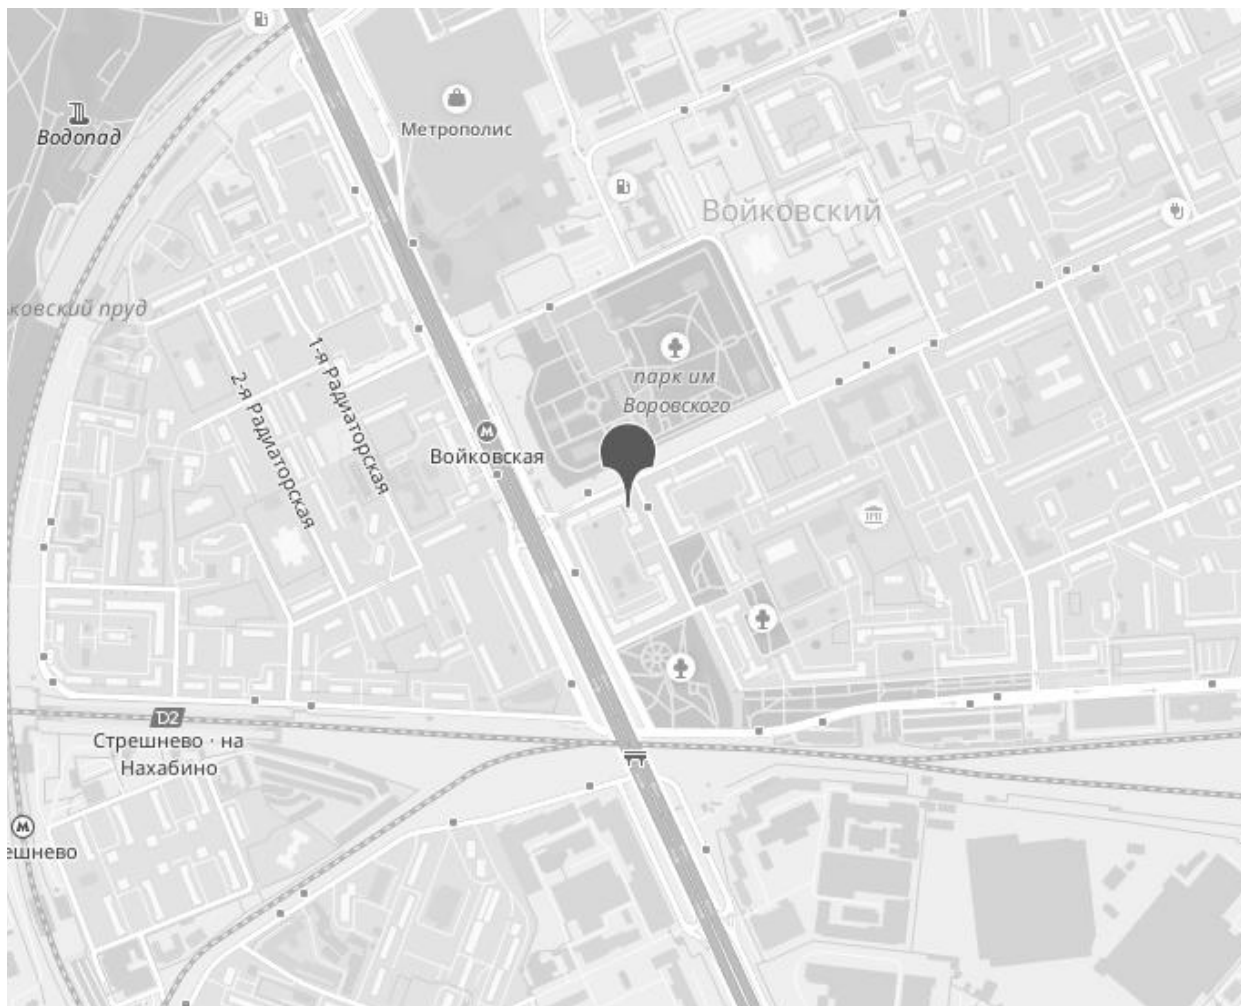 Водопад
Метрополис
Войковский
ковский пруд
1-я Радиаторская
2-я Радиаторская
парк им
Воровского
М
Войковская
D2
Стрешнево · на
Нахабино
М
ешнево